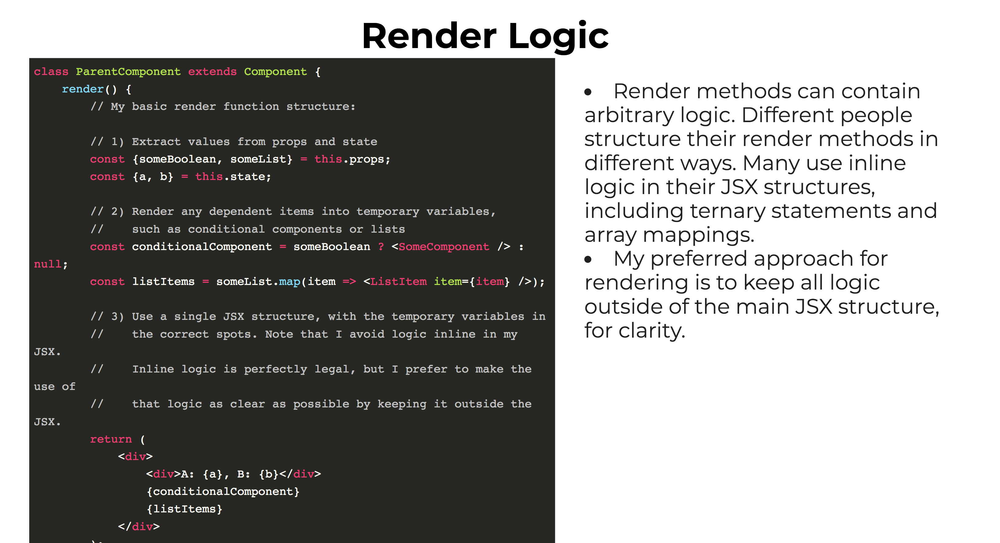 Render Logic
class ParentComponent extends Component {
    render() {
        // My basic render function structure:

        // 1) Extract values from props and state
        const {someBoolean, someList} = this.props;
        const {a, b} = this.state;

        // 2) Render any dependent items into temporary variables,
        //    such as conditional components or lists
        const conditionalComponent = someBoolean ? <SomeComponent /> :
null;
        const listItems = someList.map(item => <ListItem item={item} />);

        // 3) Use a single JSX structure, with the temporary variables in
        //    the correct spots. Note that I avoid logic inline in my
JSX.
        //    Inline logic is perfectly legal, but I prefer to make the
use of
        //    that logic as clear as possible by keeping it outside the
JSX.
        return (
            <div>
                <div>A: {a}, B: {b}</div>
                {conditionalComponent}
                {listItems}
            </div>
        );
• Render methods can contain
arbitrary logic. Different people
structure their render methods in
different ways. Many use inline
logic in their JSX structures,
including ternary statements and
array mappings.
• My preferred approach for
rendering is to keep all logic
outside of the main JSX structure,
for clarity.